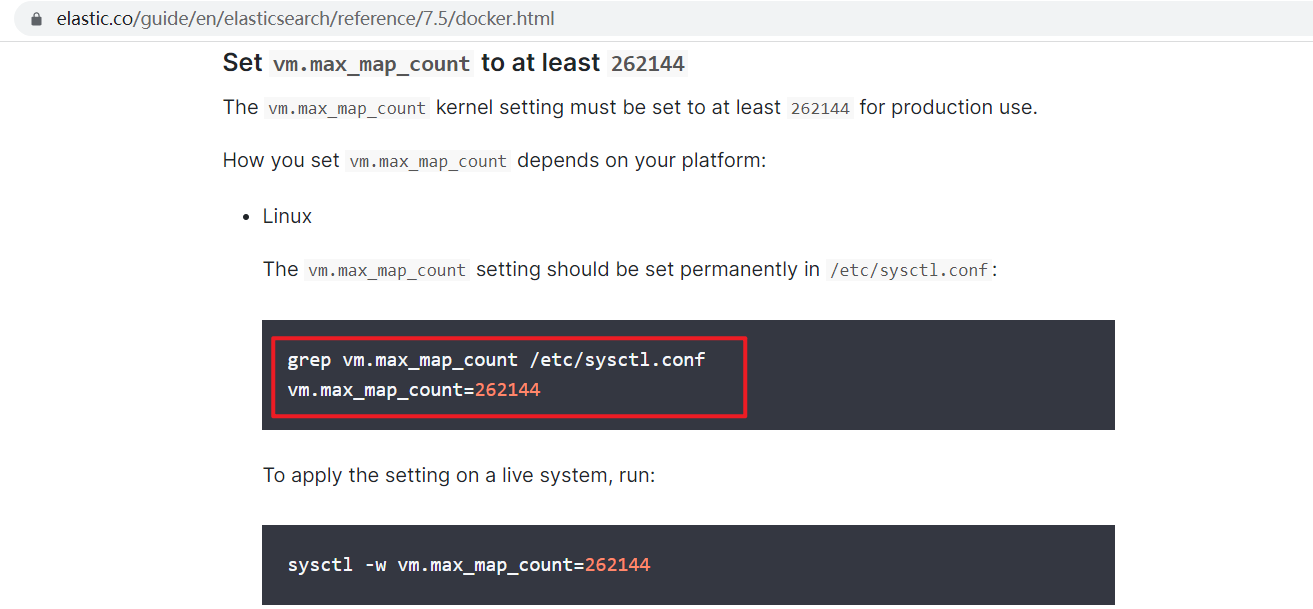 elastic.co/guide/en/elasticsearch/reference/7.5/docker.html
Set vm.max_map_count to at least 262144
The vm.max_map_count kernel setting must be set to at least 262144 for production use.
How you set vm.max_map_count depends on your platform:
• Linux
The vm.max_map_count setting should be set permanently in /etc/sysctl.conf:
grep vm.max_map_count /etc/sysctl.conf
vm.max_map_count=262144
To apply the setting on a live system, run:
sysctl -w vm.max_map_count=262144